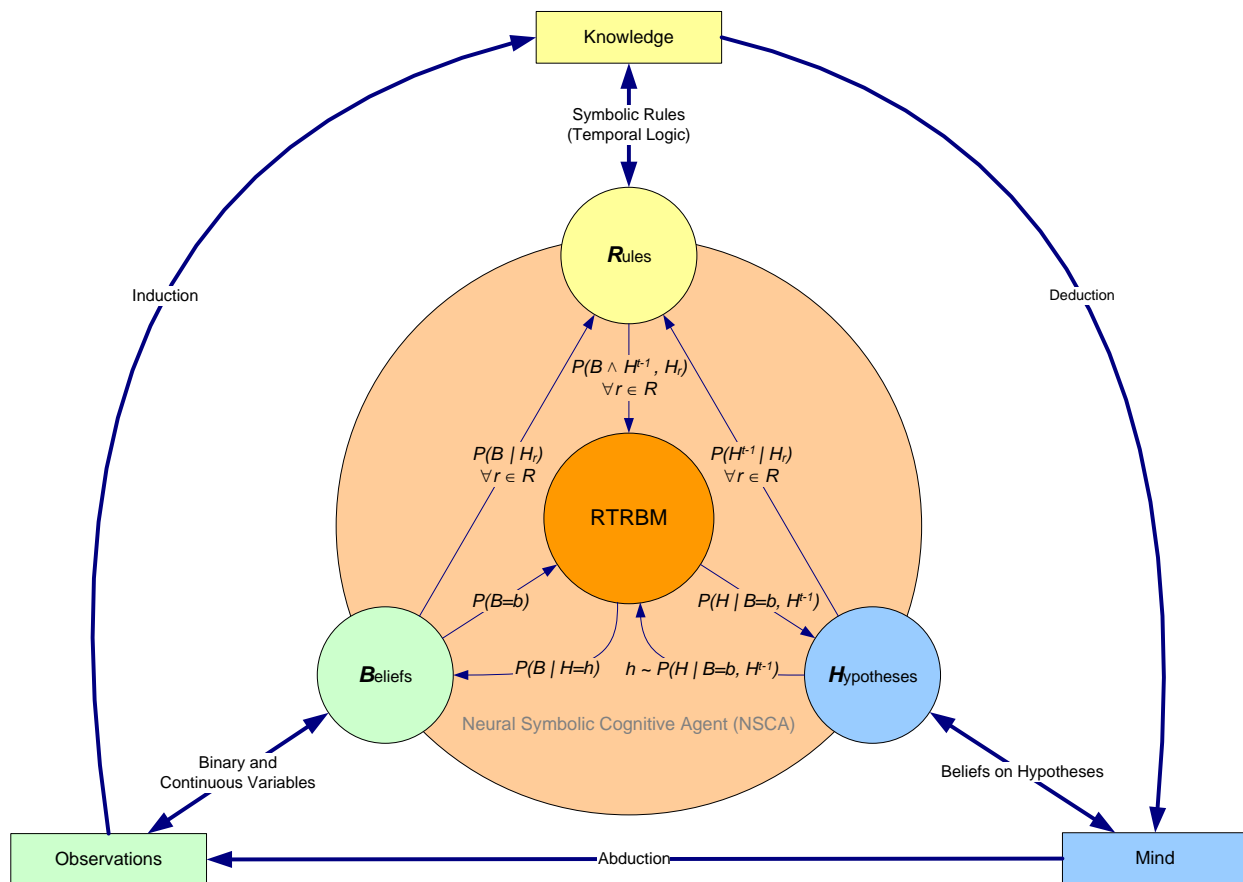 Knowledge
Symbolic Rules
(Temporal Logic)
Rules
Induction
Deduction
P(B ∧ H^t-1 , H_r)
∀r ∈ R
P(B | H_r)
∀r ∈ R
P(H^t-1 | H_r)
∀r ∈ R
RTRBM
P(B=b)
P(H | B=b, H^t-1)
P(B | H=h)
h ~ P(H | B=b, H^t-1)
Beliefs
Hypotheses
Neural Symbolic Cognitive Agent (NSCA)
Binary and
Continuous Variables
Beliefs on Hypotheses
Observations
Abduction
Mind